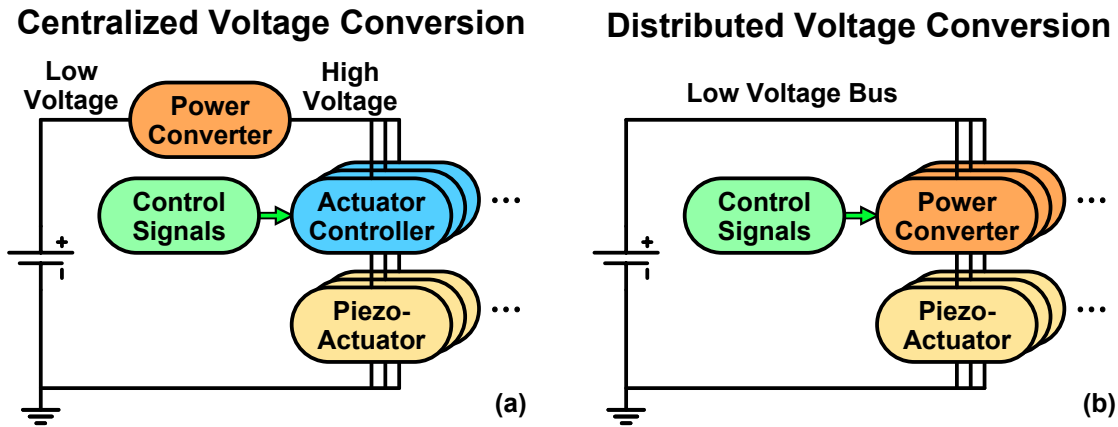 Centralized Voltage Conversion
Low
Voltage
Power
Converter
High
Voltage
Control
Signals
Actuator
Controller
...
+
Piezo-
Actuator
...
(a)
Distributed Voltage Conversion
Low Voltage Bus
Control
Signals
Power
Converter
...
+
Piezo-
Actuator
...
(b)